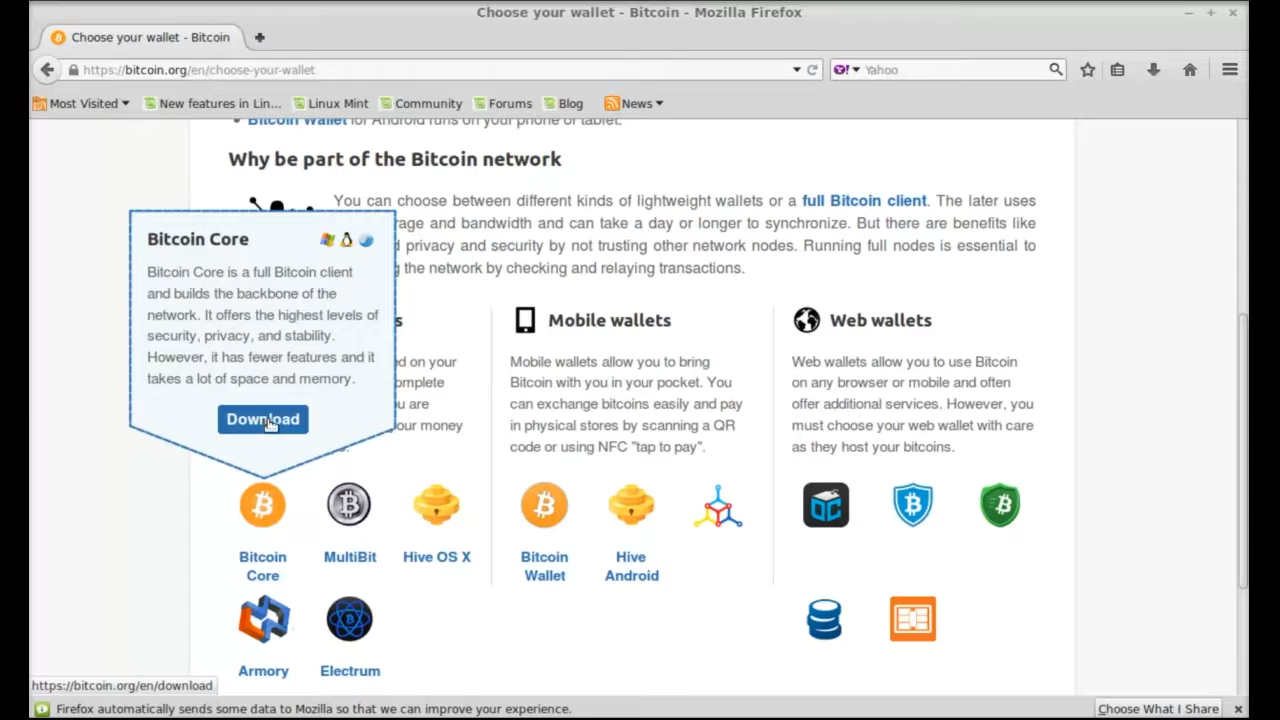 Choose your wallet - Bitcoin - Mozilla Firefox
Choose your wallet - Bitcoin
https://bitcoin.org/en/choose-your-wallet
Yahoo
Most Visited
New features in Lin...
Linux Mint
Community
Forums
Blog
News
Bitcoin Wallet for Android runs on your phone or tablet.
Why be part of the Bitcoin network
You can choose between different kinds of lightweight wallets or a full Bitcoin client. The later uses
and bandwidth and can take a day or longer to synchronize. But there are benefits like
privacy and security by not trusting other network nodes. Running full nodes is essential to
the network by checking and relaying transactions.
Bitcoin Core
Bitcoin Core is a full Bitcoin client
and builds the backbone of the
network. It offers the highest levels of
security, privacy, and stability.
However, it has fewer features and it
takes a lot of space and memory.
Download
Bitcoin
Core
MultiBit
Hive OS X
Armory
Electrum
Mobile wallets
Mobile wallets allow you to bring
Bitcoin with you in your pocket. You
can exchange bitcoins easily and pay
in physical stores by scanning a QR
code or using NFC "tap to pay".
Bitcoin
Wallet
Hive
Android
Web wallets
Web wallets allow you to use Bitcoin
on any browser or mobile and often
offer additional services. However, you
must choose your web wallet with care
as they host your bitcoins.
https://bitcoin.org/en/download
Firefox automatically sends some data to Mozilla so that we can improve your experience.
Choose What I Share